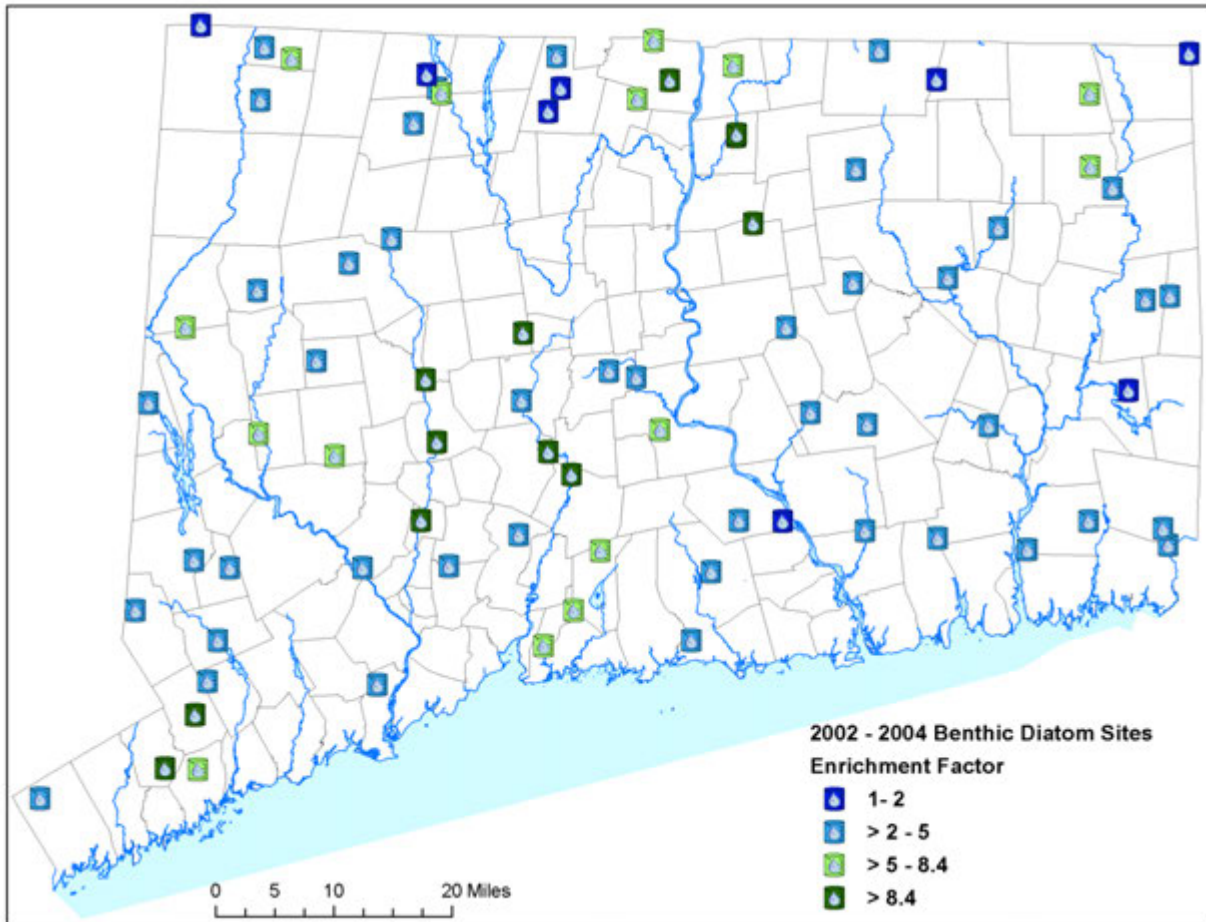 2002 - 2004 Benthic Diatom Sites
Enrichment Factor
1- 2
> 2 - 5
> 5 - 8.4
> 8.4
0 5 10 20 Miles